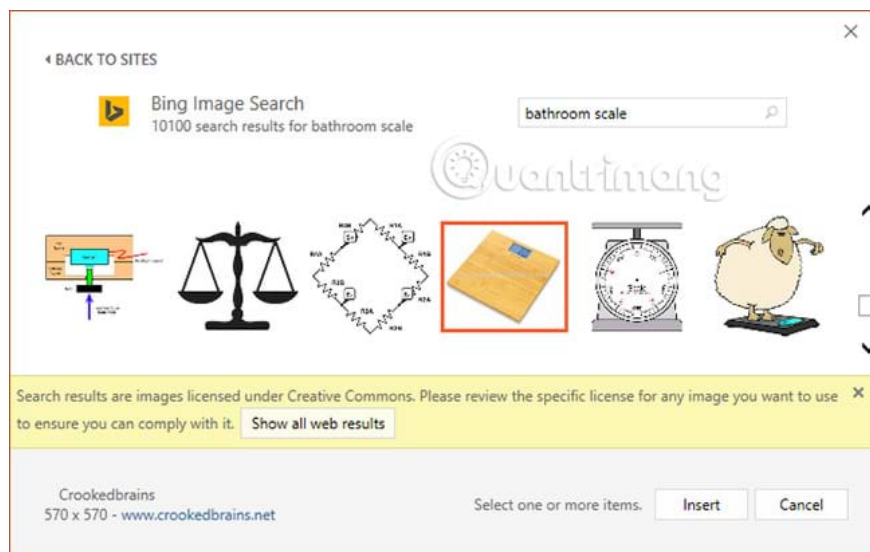 BACK TO SITES
Bing Image Search
10100 search results for bathroom scale
bathroom scale
Quantrimang
Search results are images licensed under Creative Commons. Please review the specific license for any image you want to use
to ensure you can comply with it. Show all web results
Crookedbrains
570 x 570 - www.crookedbrains.net
Select one or more items. Insert Cancel